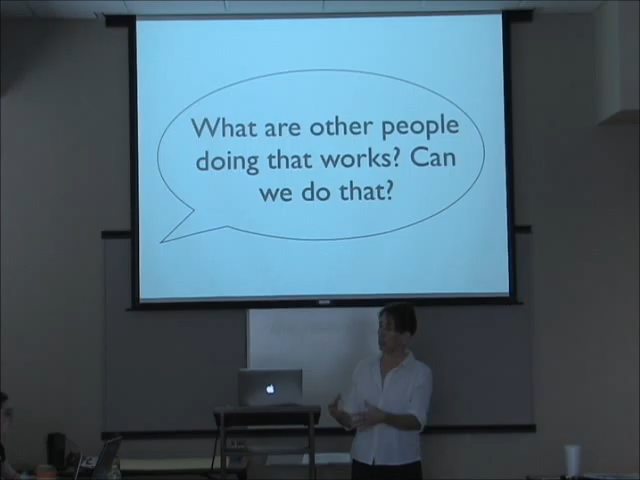 What are other people
doing that works? Can
we do that?